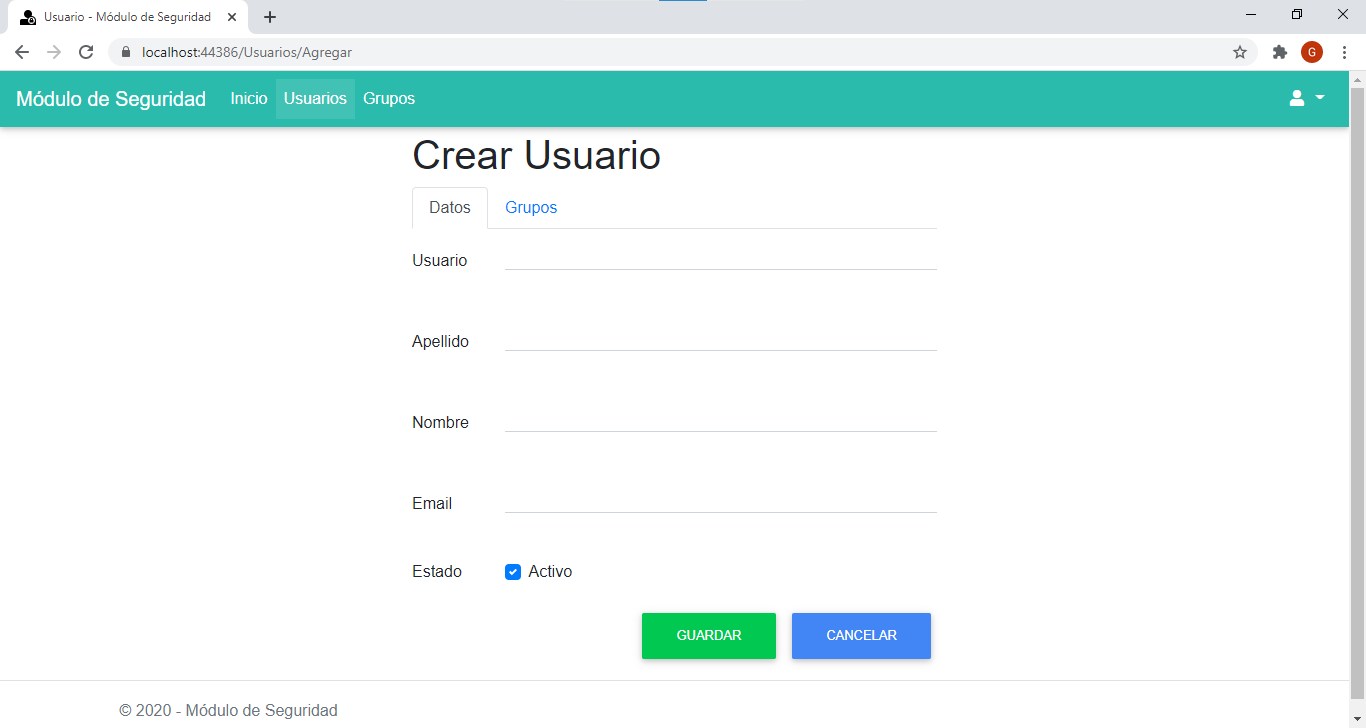 Usuario - Módulo de Seguridad
localhost:44386/Usuarios/Agregar
G
Módulo de Seguridad Inicio Usuarios Grupos
Crear Usuario
Datos Grupos
Usuario
Apellido
Nombre
Email
Estado Activo
GUARDAR CANCELAR
© 2020 - Módulo de Seguridad